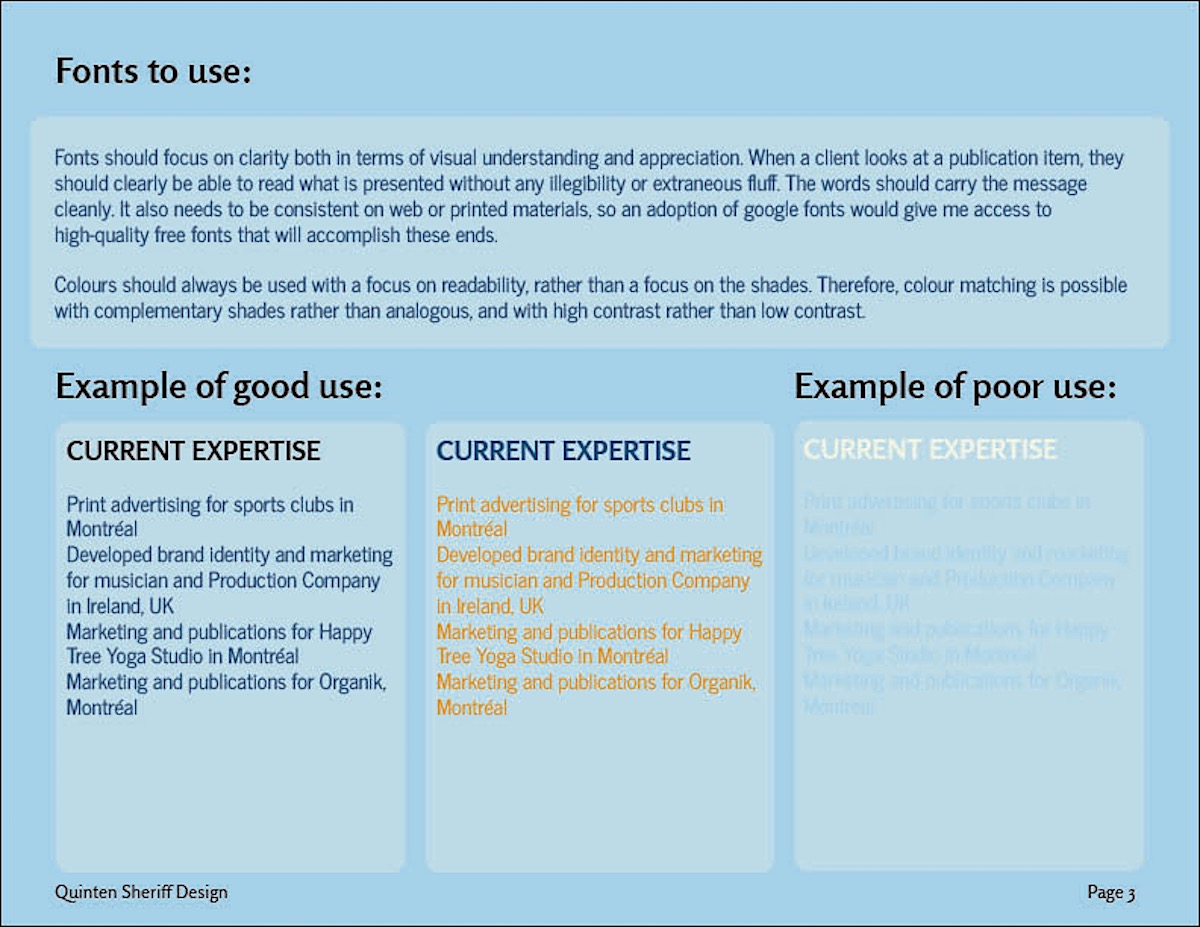 Fonts to use:
Fonts should focus on clarity both in terms of visual understanding and appreciation. When a client looks at a publication item, they
should clearly be able to read what is presented without any illegibility or extraneous fluff. The words should carry the message
cleanly. It also needs to be consistent on web or printed materials, so an adoption of google fonts would give me access to
high-quality free fonts that will accomplish these ends.
Colours should always be used with a focus on readability, rather than a focus on the shades. Therefore, colour matching is possible
with complementary shades rather than analogous, and with high contrast rather than low contrast.
Example of good use:
CURRENT EXPERTISE
Print advertising for sports clubs in
Montréal
Developed brand identity and marketing
for musician and Production Company
in Ireland, UK
Marketing and publications for Happy
Tree Yoga Studio in Montréal
Marketing and publications for Organik,
Montréal
CURRENT EXPERTISE
Print advertising for sports clubs in
Montréal
Developed brand identity and marketing
for musician and Production Company
in Ireland, UK
Marketing and publications for Happy
Tree Yoga Studio in Montréal
Marketing and publications for Organik,
Montréal
Example of poor use:
CURRENT EXPERTISE
Print advertising for sports clubs in
Montréal
Developed brand identity and marketing
for musician and Production Company
in Ireland, UK
Marketing and publications for Happy
Tree Yoga Studio in Montréal
Marketing and publications for Organik,
Montréal
Quinten Sheriff Design
Page 3